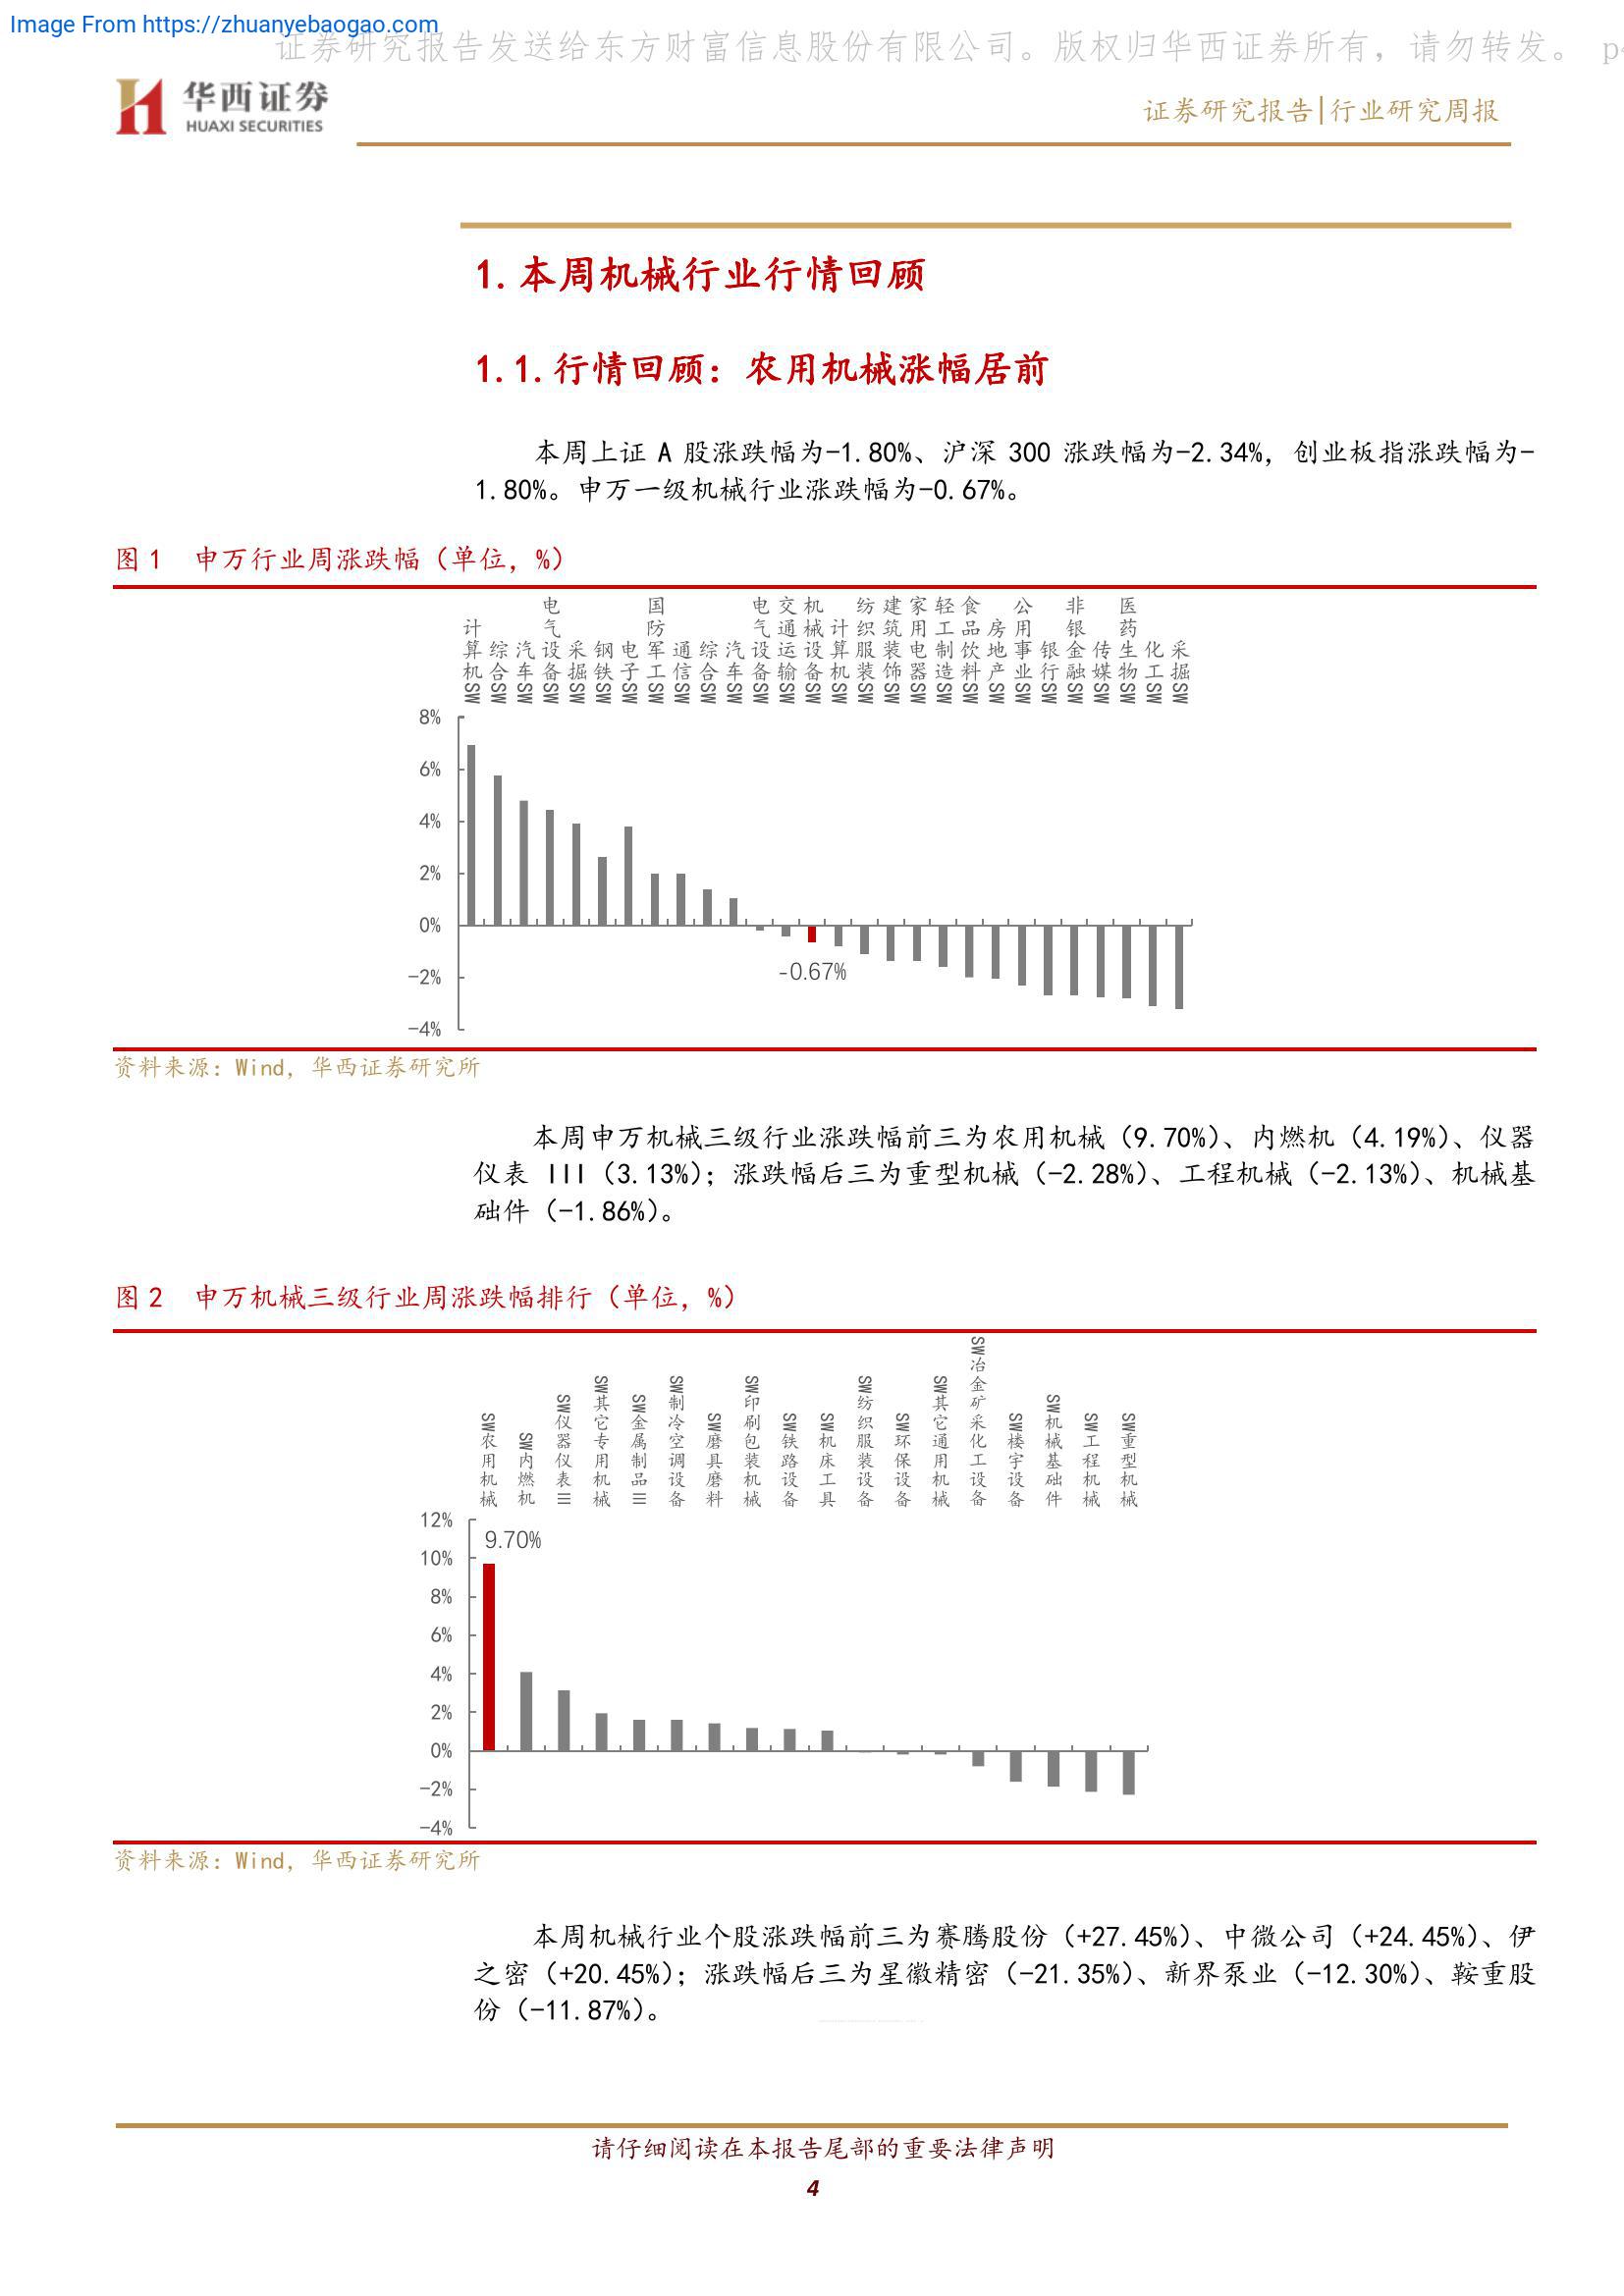 Image From https://zhuanyebaogao.com
证券研究报告发送给东方财富信息股份有限公司。版权归华西证券所有，请勿转发。 p4
华西证券
HUAXI SECURITIES
证券研究报告|行业研究周报
1.本周机械行业行情回顾
1.1.行情回顾：农用机械涨幅居前
本周上证 A 股涨跌幅为-1.80%、沪深 300 涨跌幅为-2.34%，创业板指涨跌幅为-
1.80%。申万一级机械行业涨跌幅为-0.67%。
图 1 申万行业周涨跌幅（单位，%）
计算机SW
综合SW
汽车SW
电气设备SW
采掘SW
钢铁SW
电子SW
国防军工SW
通信SW
综合SW
汽车SW
电气设备SW
交通运输SW
机械设备SW
计算机SW
纺织服装SW
建筑装饰SW
家用电器SW
轻工制造SW
食品饮料SW
房地产SW
公用事业SW
银行SW
非银金融SW
传媒SW
医药生物SW
化工SW
采掘SW
8%
6%
4%
2%
0%
-2%
-4%
-0.67%
资料来源：Wind，华西证券研究所
本周申万机械三级行业涨跌幅前三为农用机械（9.70%）、内燃机（4.19%）、仪器
仪表 III（3.13%）；涨跌幅后三为重型机械（-2.28%）、工程机械（-2.13%）、机械基
础件（-1.86%）。
图 2 申万机械三级行业周涨跌幅排行（单位，%）
SW农用机械
SW内燃机
SW仪器仪表III
SW其它专用机械
SW金属制品III
SW制冷空调设备
SW磨具磨料
SW印刷包装机械
SW铁路设备
SW机床工具
SW纺织服装设备
SW环保设备
SW其它通用机械
SW冶金矿采化工设备
SW楼宇设备
SW机械基础件
SW工程机械
SW重型机械
12%
10%
8%
6%
4%
2%
0%
-2%
-4%
9.70%
资料来源：Wind，华西证券研究所
本周机械行业个股涨跌幅前三为赛腾股份（+27.45%）、中微公司（+24.45%）、伊
之密（+20.45%）；涨跌幅后三为星徽精密（-21.35%）、新界泵业（-12.30%）、鞍重股
份（-11.87%）。
请仔细阅读在本报告尾部的重要法律声明
4